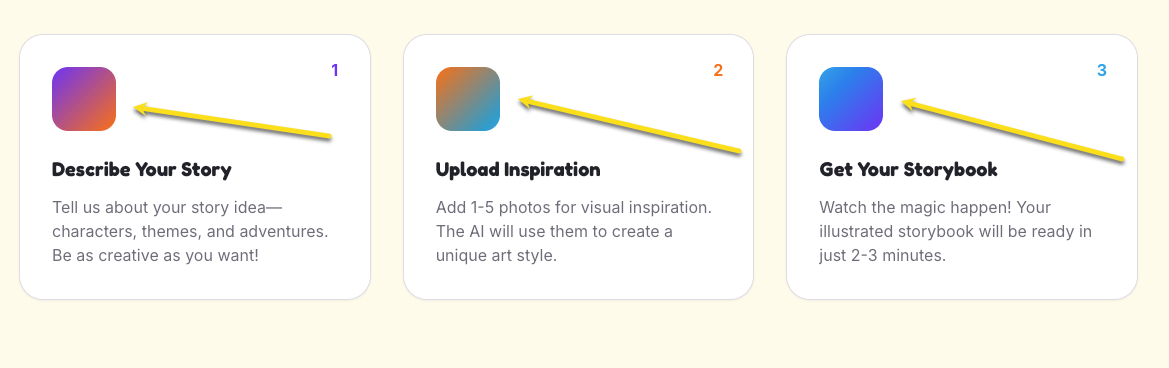 1
Describe Your Story
Tell us about your story idea—
characters, themes, and adventures.
Be as creative as you want!
2
Upload Inspiration
Add 1-5 photos for visual inspiration.
The AI will use them to create a
unique art style.
3
Get Your Storybook
Watch the magic happen! Your
illustrated storybook will be ready in
just 2-3 minutes.